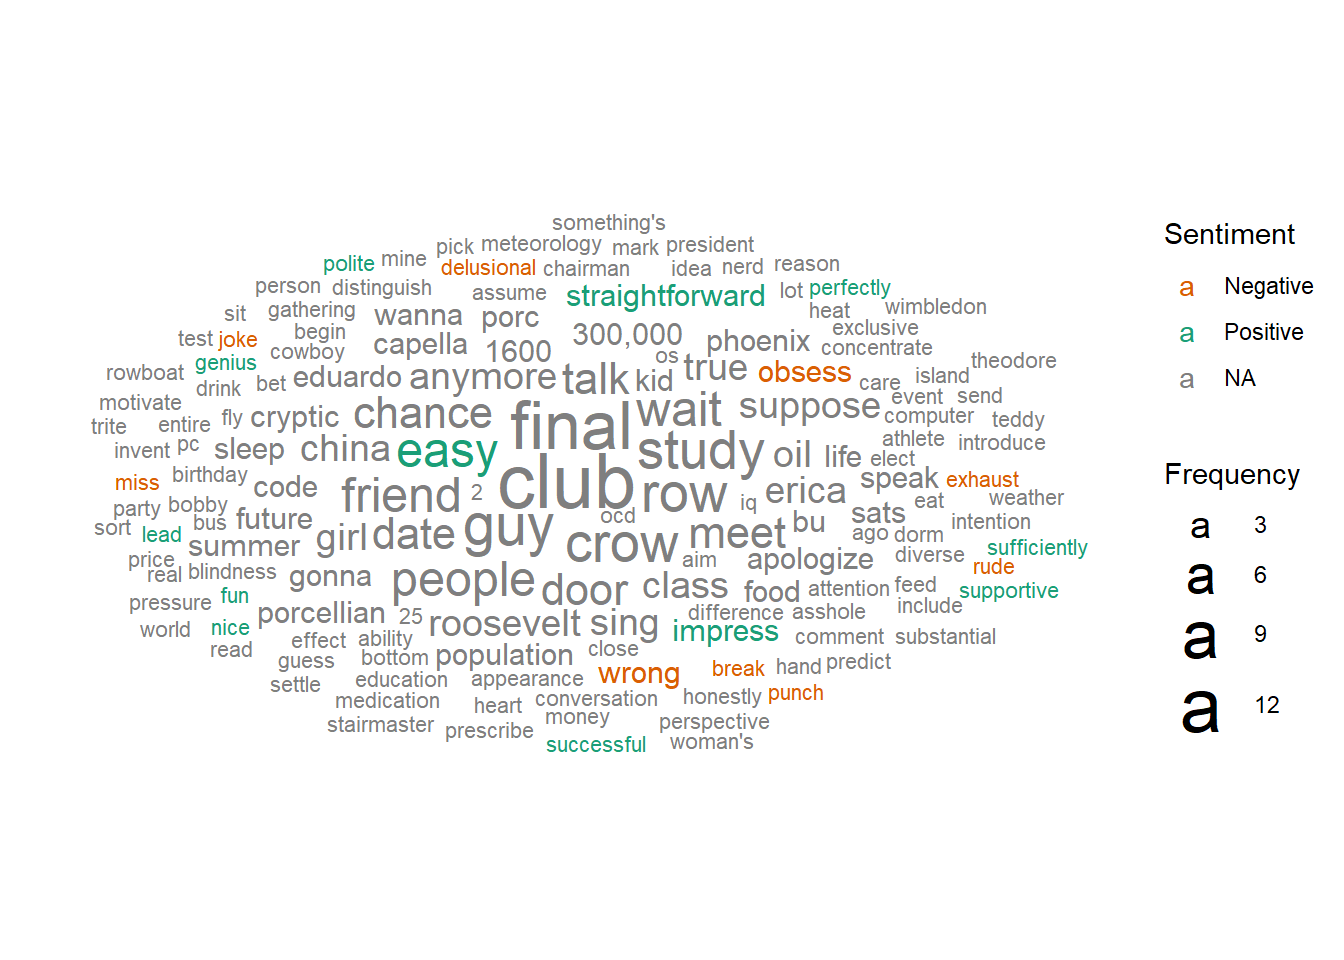 something's
pick meteorology mark president
polite mine delusional chairman idea nerd reason
person distinguish assume straightforward lot perfectly
sit gathering wanna porc 300,000 heat wimbledon
test joke begin capella 1600 phoenix exclusive
genius cowboy os true concentrate theodore
rowboat drink bet eduardo anymore talk kid obsess care island
motivate chance final wait suppose event send
trite entire fly cryptic computer teddy
invent pc sleep china easy study oil life athlete introduce
elect
miss birthday code friend 2 club row iq erica speak exhaust
party bobby eat weather
sort bus future guy ocd bu sats intention
lead girl date crow meet ago dorm
summer sufficiently
price real blindness gonna people aim apologize diverse rude
door class food attention feed supportive
pressure fun porcellian 25 difference asshole include
world nice roosevelt sing impress comment substantial
read effect ability close
guess bottom population hand predict
settle education appearance wrong break
medication heart conversation honestly punch
stairmaster prescribe money perspective
successful woman's
Sentiment
a Negative
a Positive
a NA
Frequency
a 3
a 6
a 9
a 12